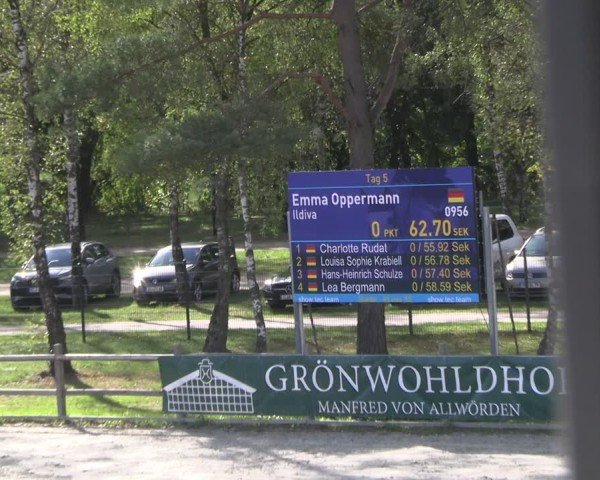 Tag 5
Emma Oppermann
Ildiva 0956
0 PKT 62.70 SEK
1 Charlotte Rudat 0 / 55.92 Sek
2 Louisa Sophie Krabiell 0 / 56.78 Sek
3 Hans-Heinrich Schulze 0 / 57.40 Sek
4 Lea Bergmann 0 / 58.59 Sek
show tec team show tec team
GRÖNWOHLDHO
MANFRED VON ALLWÖRDEN